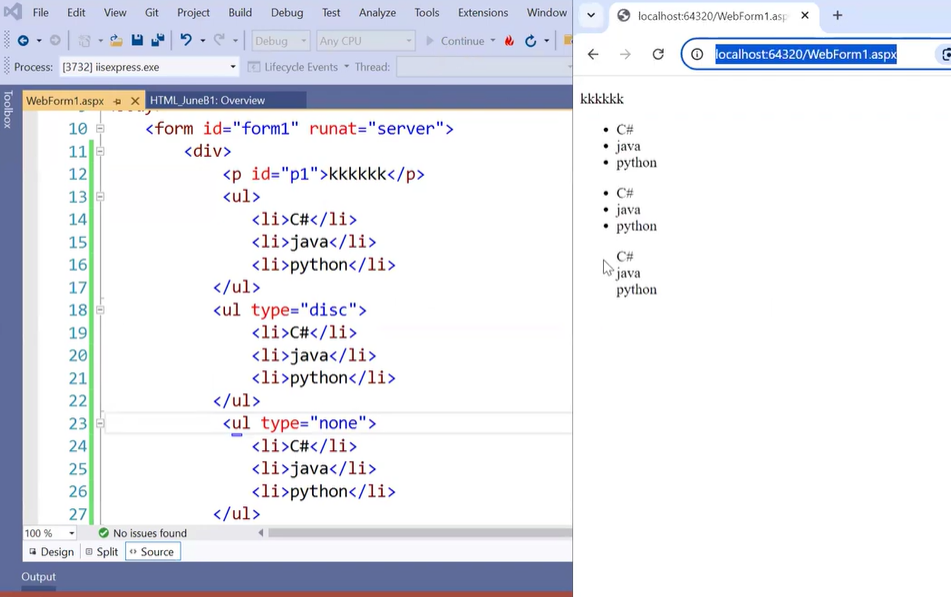 File Edit View Git Project Build Debug Test Analyze Tools Extensions Window
Debug Any CPU Continue
Process: [3732] iisexpress.exe Lifecycle Events Thread:
Toolbox
WebForm1.aspx HTML_JuneB1: Overview
10 <form id="form1" runat="server">
11 <div>
12 <p id="p1">kkkkkk</p>
13 <ul>
14 <li>C#</li>
15 <li>java</li>
16 <li>python</li>
17 </ul>
18 <ul type="disc">
19 <li>C#</li>
20 <li>java</li>
21 <li>python</li>
22 </ul>
23 <ul type="none">
24 <li>C#</li>
25 <li>java</li>
26 <li>python</li>
27 </ul>
100 % No issues found
Design Split Source
Output
localhost:64320/WebForm1.asp
localhost:64320/WebForm1.aspx
kkkkkk
• C#
• java
• python
• C#
• java
• python
C#
java
python